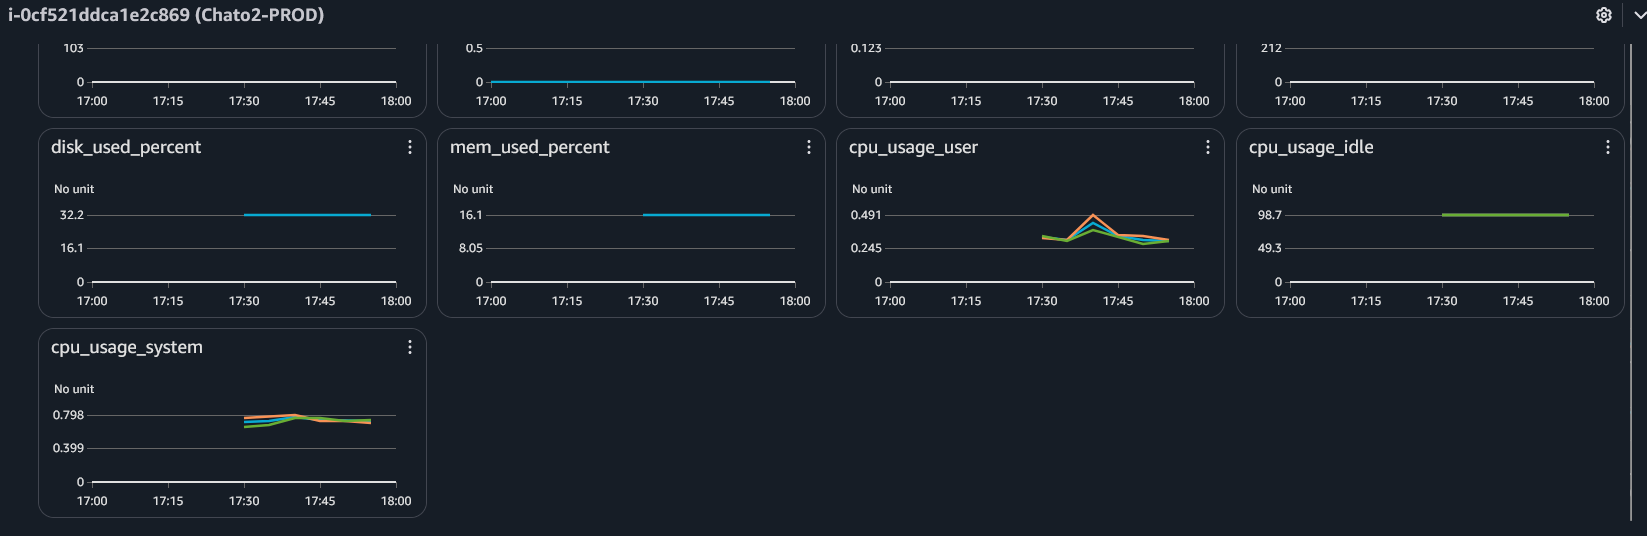 i-0cf521ddca1e2c869 (Chato2-PROD)
103 0.5 0.123 212
0 0 0 0
17:00 17:15 17:30 17:45 18:00 17:00 17:15 17:30 17:45 18:00 17:00 17:15 17:30 17:45 18:00 17:00 17:15 17:30 17:45 18:00
disk_used_percent mem_used_percent cpu_usage_user cpu_usage_idle
No unit No unit No unit No unit
32.2 16.1 0.491 98.7
16.1 8.05 0.245 49.3
0 0 0 0
17:00 17:15 17:30 17:45 18:00 17:00 17:15 17:30 17:45 18:00 17:00 17:15 17:30 17:45 18:00 17:00 17:15 17:30 17:45 18:00
cpu_usage_system
No unit
0.798
0.399
0
17:00 17:15 17:30 17:45 18:00